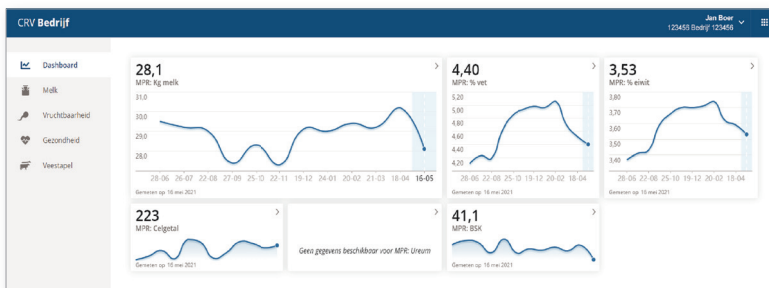 CRV Bedrijf
Jan Boer
123456 Bedrijf 123456
Dashboard
Melk
Vruchtbaarheid
Gezondheid
Veestapel
28,1
MPR: Kg melk
31,0
30,0
29,0
28,0
28-06 26-07 22-08 27-09 25-10 22-11 19-12 24-01 20-02 21-03 18-04 16-05
Gemeten op: 16 mei 2021
4,40
MPR: % vet
5,20
5,00
4,80
4,60
4,40
4,20
28-06 22-08 25-10 19-12 20-02 18-04
Gemeten op: 16 mei 2021
3,53
MPR: % eiwit
3,80
3,70
3,60
3,50
3,40
28-06 22-08 25-10 19-12 20-02 18-04
Gemeten op: 16 mei 2021
223
MPR: Celgetal
Gemeten op: 16 mei 2021
Geen gegevens beschikbaar voor MPR: Ureum
41,1
MPR: BSK
Gemeten op: 16 mei 2021